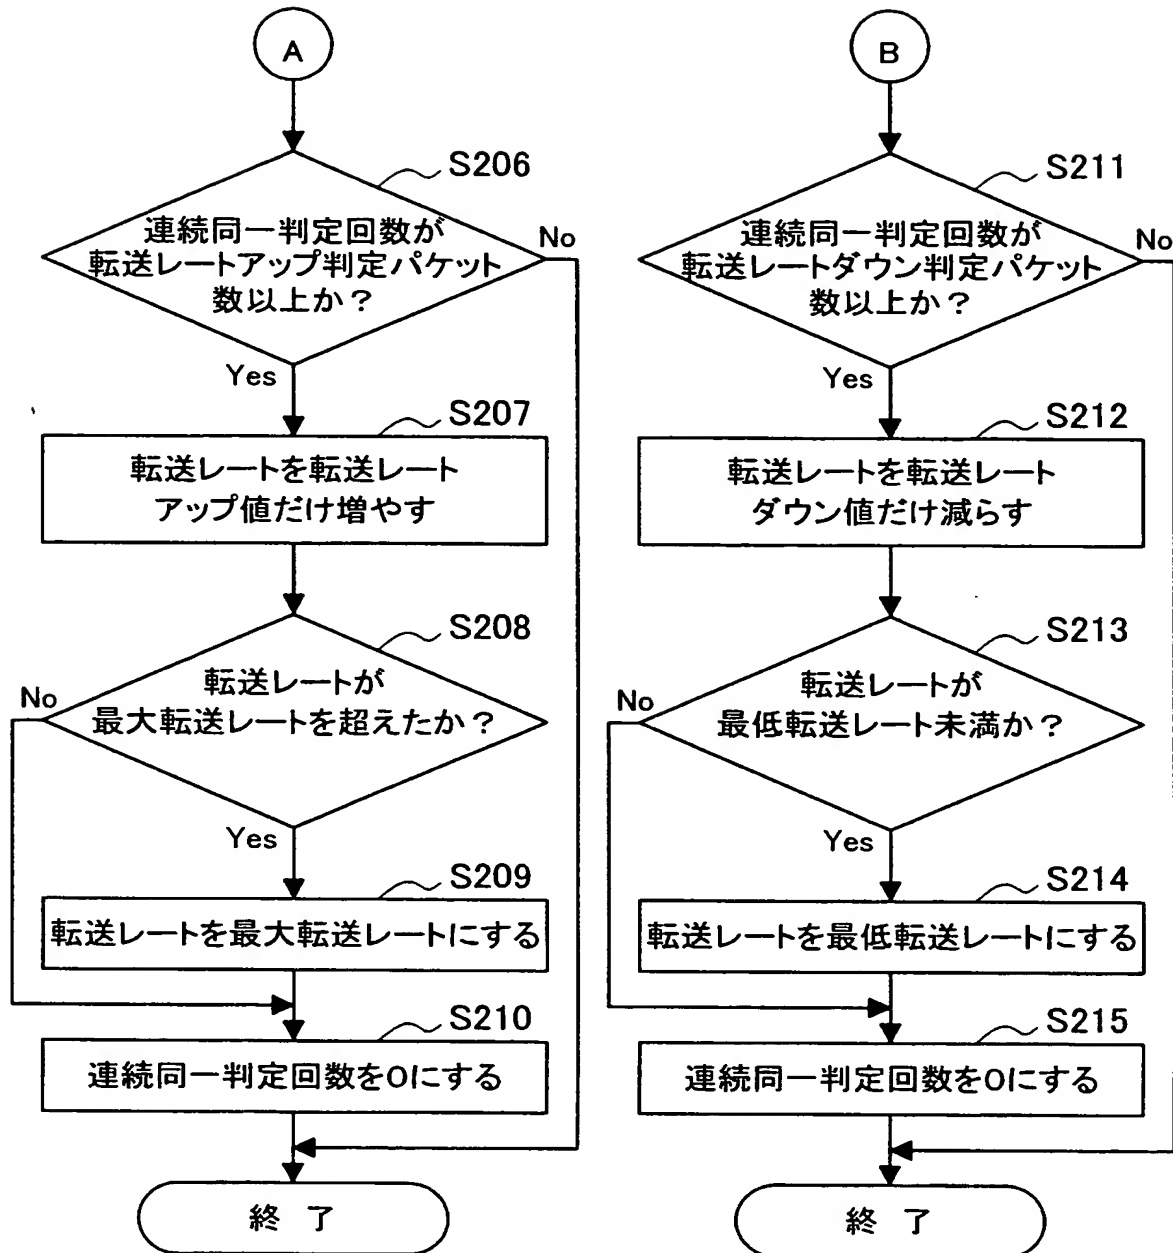 A
S206
連続同一判定回数が
転送レートアップ判定パケット
数以上か？
No
Yes
S207
転送レートを転送レート
アップ値だけ増やす
S208
転送レートが
最大転送レートを超えたか？
No
Yes
S209
転送レートを最大転送レートにする
S210
連続同一判定回数を0にする
終 了
B
S211
連続同一判定回数が
転送レートダウン判定パケット
数以上か？
No
Yes
S212
転送レートを転送レート
ダウン値だけ減らす
S213
転送レートが
最低転送レート未満か？
No
Yes
S214
転送レートを最低転送レートにする
S215
連続同一判定回数を0にする
終 了